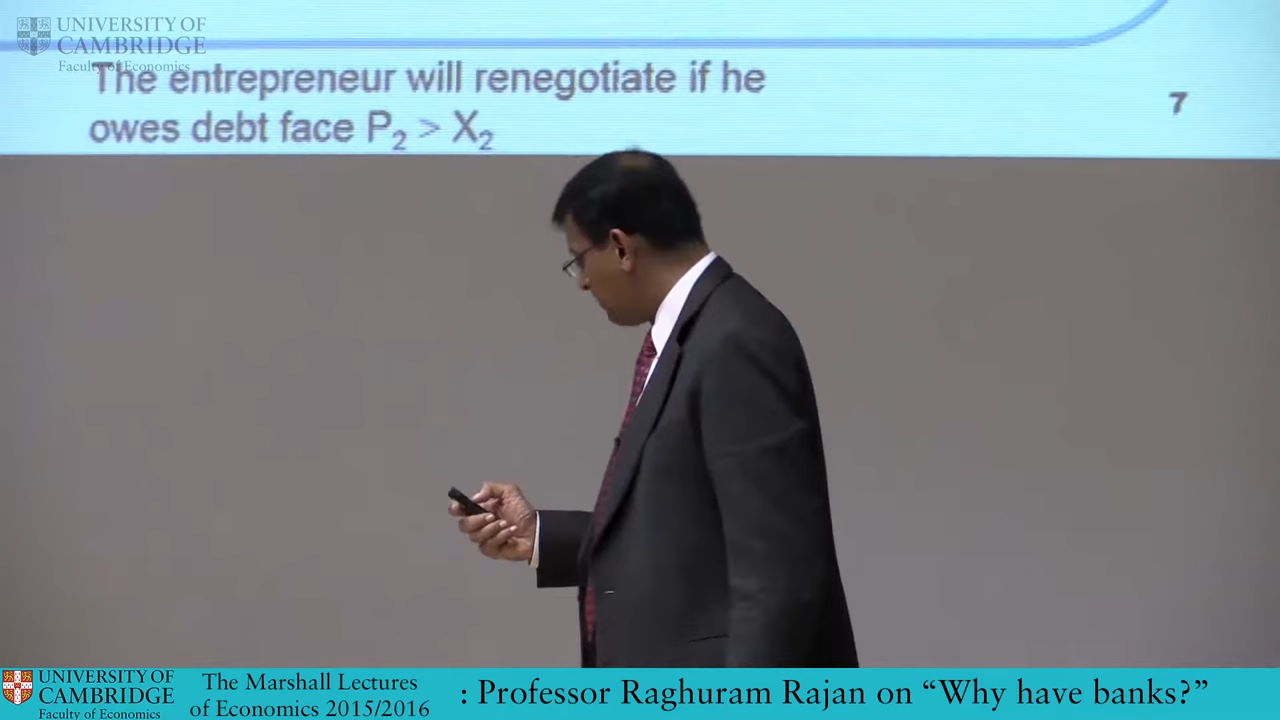 UNIVERSITY OF
CAMBRIDGE
Faculty of Economics
The entrepreneur will renegotiate if he
owes debt face P₂ > X₂
7
UNIVERSITY OF
CAMBRIDGE
Faculty of Economics
The Marshall Lectures
of Economics 2015/2016
: Professor Raghuram Rajan on “Why have banks?”